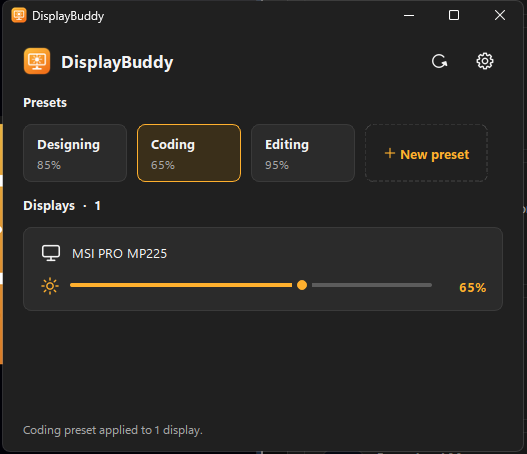 DisplayBuddy
DisplayBuddy
Presets
Designing
85%
Coding
65%
Editing
95%
+ New preset
Displays · 1
MSI PRO MP225
65%
Coding preset applied to 1 display.